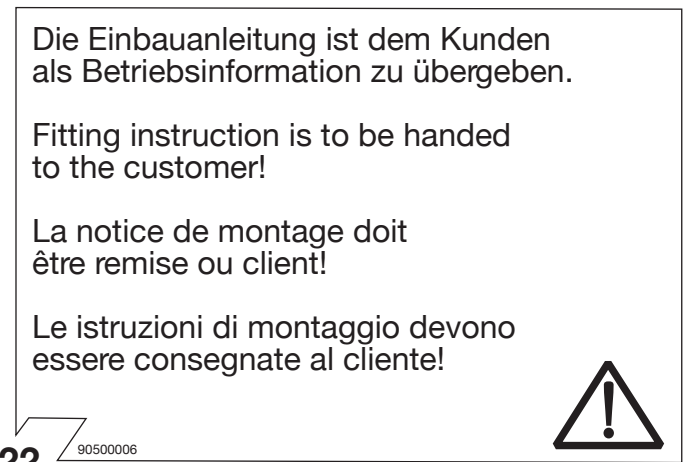 Die Einbauanleitung ist dem Kunden
als Betriebsinformation zu übergeben.
Fitting instruction is to be handed
to the customer!
La notice de montage doit
être remise ou client!
Le istruzioni di montaggio devono
essere consegnate al cliente!
22
90500006